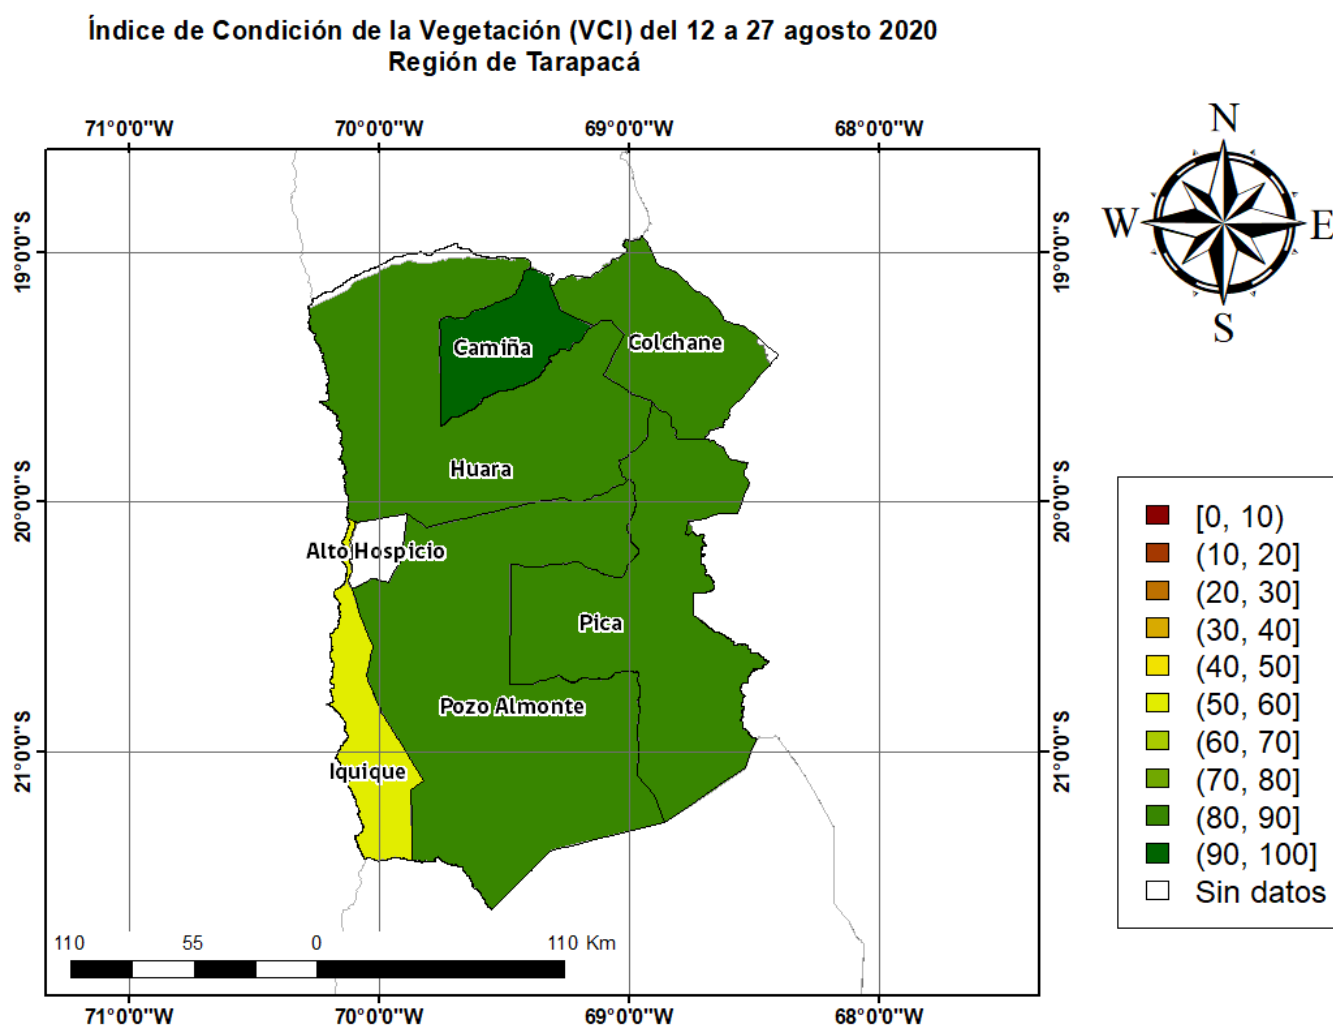 Índice de Condición de la Vegetación (VCI) del 12 a 27 agosto 2020
Región de Tarapacá
71°0'0"W 70°0'0"W 69°0'0"W 68°0'0"W
N
W E
S
19°0'0"S 19°0'0"S
Camiña
Colchane
Huara
20°0'0"S 20°0'0"S
Alto Hospicio
Pica
Pozo Almonte
21°0'0"S 21°0'0"S
Iquique
[0, 10)
(10, 20]
(20, 30]
(30, 40]
(40, 50]
(50, 60]
(60, 70]
(70, 80]
(80, 90]
(90, 100]
Sin datos
110 55 0 110 Km
71°0'0"W 70°0'0"W 69°0'0"W 68°0'0"W